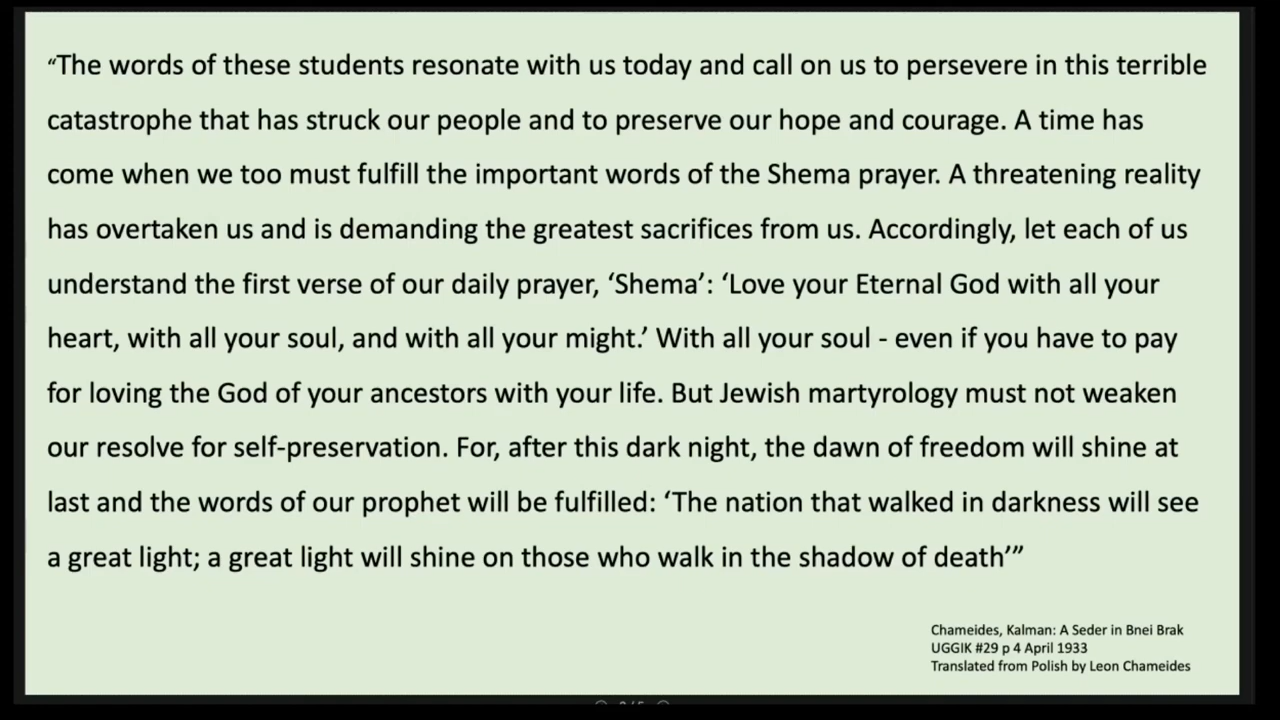 “The words of these students resonate with us today and call on us to persevere in this terrible
catastrophe that has struck our people and to preserve our hope and courage. A time has
come when we too must fulfill the important words of the Shema prayer. A threatening reality
has overtaken us and is demanding the greatest sacrifices from us. Accordingly, let each of us
understand the first verse of our daily prayer, ‘Shema’: ‘Love your Eternal God with all your
heart, with all your soul, and with all your might.’ With all your soul - even if you have to pay
for loving the God of your ancestors with your life. But Jewish martyrology must not weaken
our resolve for self-preservation. For, after this dark night, the dawn of freedom will shine at
last and the words of our prophet will be fulfilled: ‘The nation that walked in darkness will see
a great light; a great light will shine on those who walk in the shadow of death’”
Chameides, Kalman: A Seder in Bnei Brak
UGGIK #29 p 4 April 1933
Translated from Polish by Leon Chameides